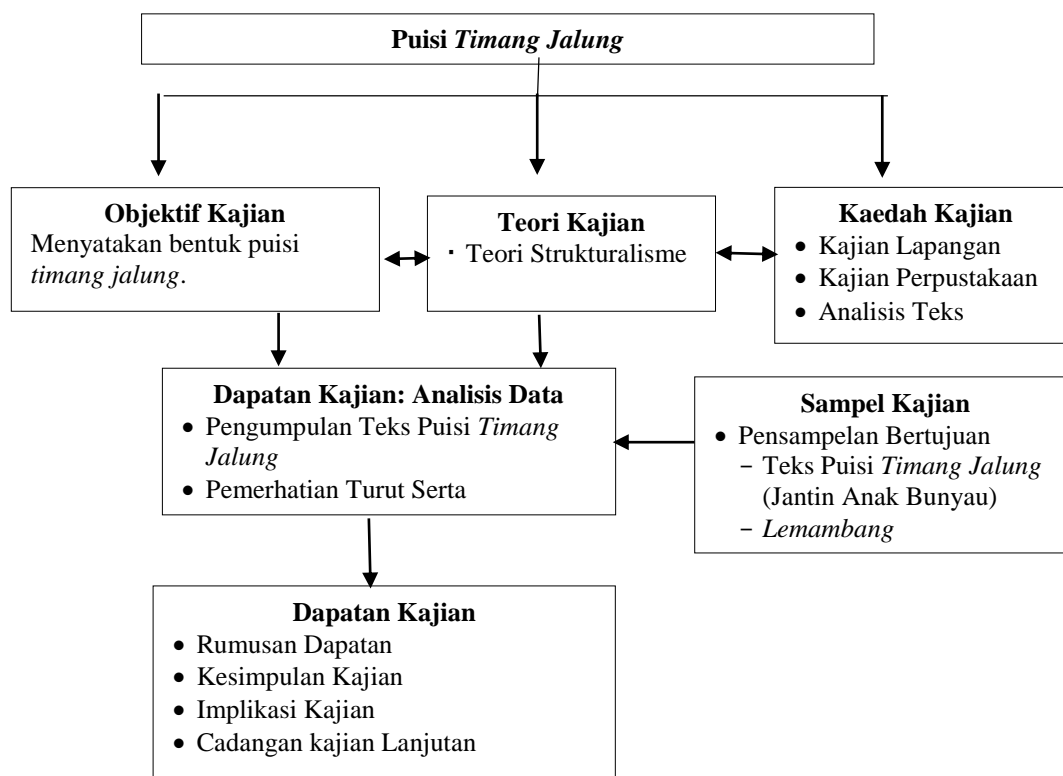 Puisi Timang Jalung
Objektif Kajian
Menyatakan bentuk puisi
timang jalung.
Teori Kajian
▪ Teori Strukturalisme
Kaedah Kajian
• Kajian Lapangan
• Kajian Perpustakaan
• Analisis Teks
Dapatan Kajian: Analisis Data
• Pengumpulan Teks Puisi Timang
Jalung
• Pemerhatian Turut Serta
Sampel Kajian
• Pensampelan Bertujuan
− Teks Puisi Timang Jalung
(Jantin Anak Bunyau)
− Lemambang
Dapatan Kajian
• Rumusan Dapatan
• Kesimpulan Kajian
• Implikasi Kajian
• Cadangan kajian Lanjutan